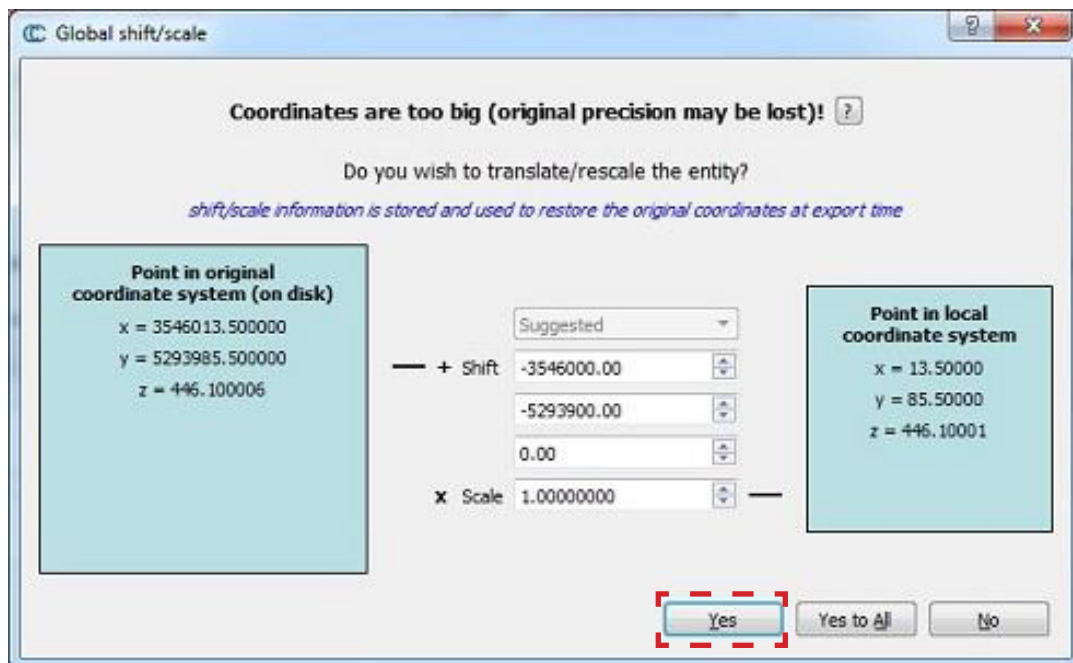 Global shift/scale
Coordinates are too big (original precision may be lost)! ?
Do you wish to translate/rescale the entity?
shift/scale information is stored and used to restore the original coordinates at export time
Point in original
coordinate system (on disk)
x = 3546013.500000
y = 5293985.500000
z = 446.100006
Suggested
+ Shift -3546000.00
-5293900.00
0.00
x Scale 1.00000000
Point in local
coordinate system
x = 13.50000
y = 85.50000
z = 446.10001
Yes Yes to All No